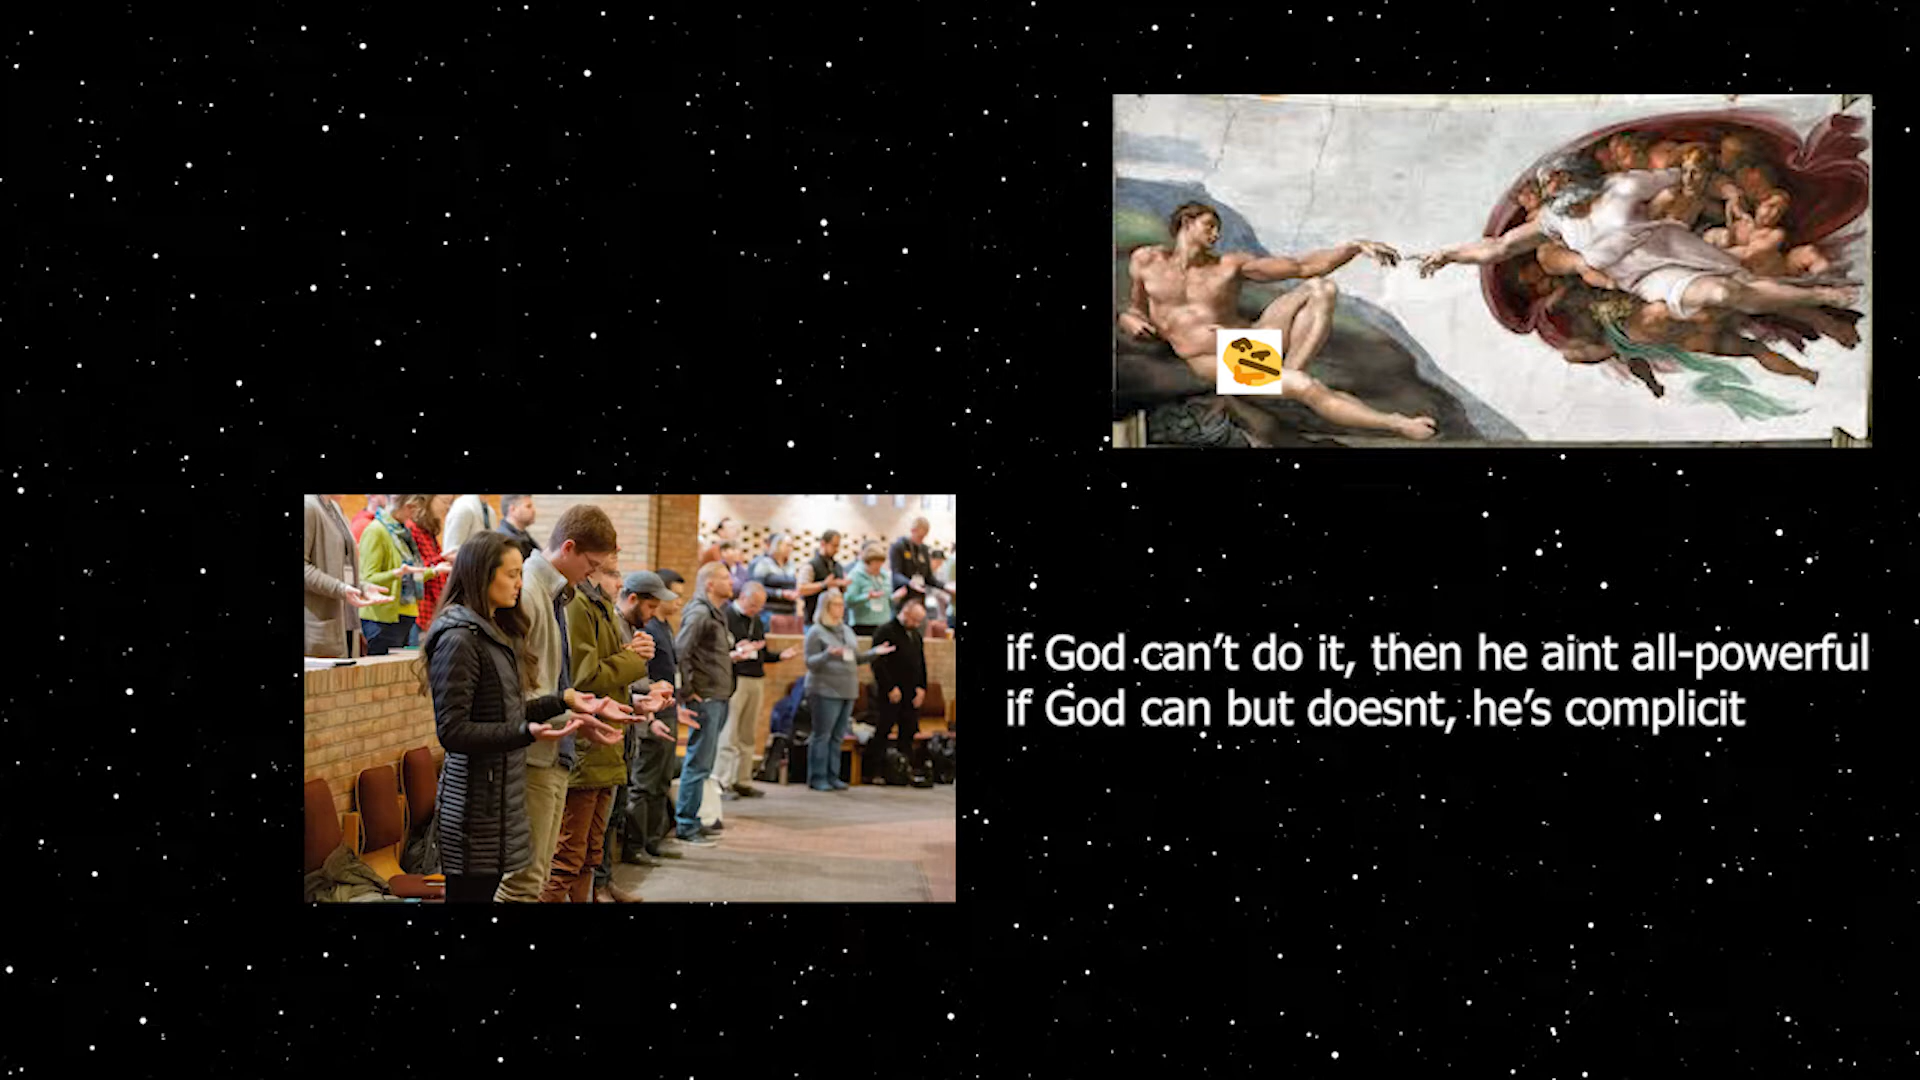 if God can’t do it, then he aint all-powerful
if God can but doesnt, he’s complicit